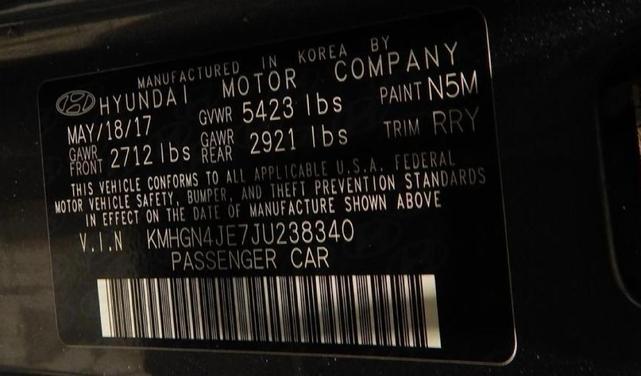 MANUFACTURED IN KOREA BY
HYUNDAI MOTOR COMPANY
MAY/18/17 GVWR 5423 lbs PAINT N5M
GAWR FRONT 2712 lbs GAWR REAR 2921 lbs TRIM RRY
THIS VEHICLE CONFORMS TO ALL APPLICABLE U.S.A. FEDERAL
MOTOR VEHICLE SAFETY, BUMPER, AND THEFT PREVENTION STANDARDS
IN EFFECT ON THE DATE OF MANUFACTURE SHOWN ABOVE
V.I.N KMHGN4JE7JU238340
PASSENGER CAR